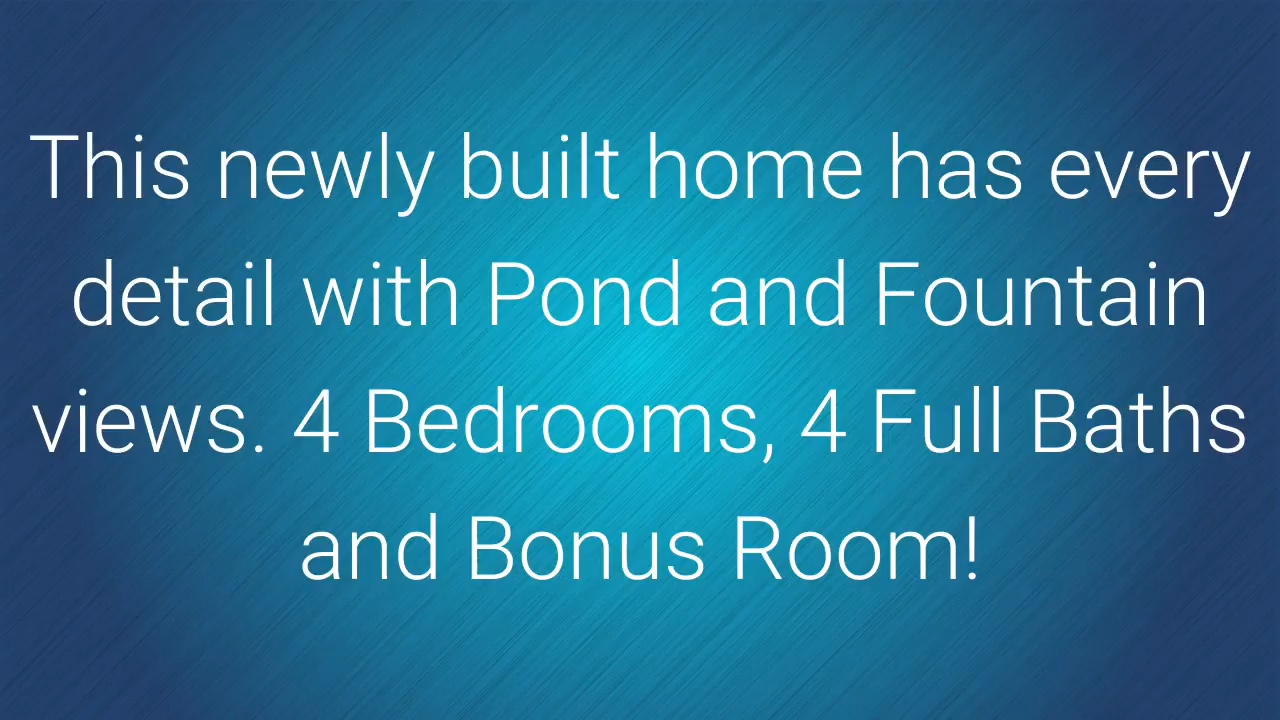 This newly built home has every
detail with Pond and Fountain
views. 4 Bedrooms, 4 Full Baths
and Bonus Room!